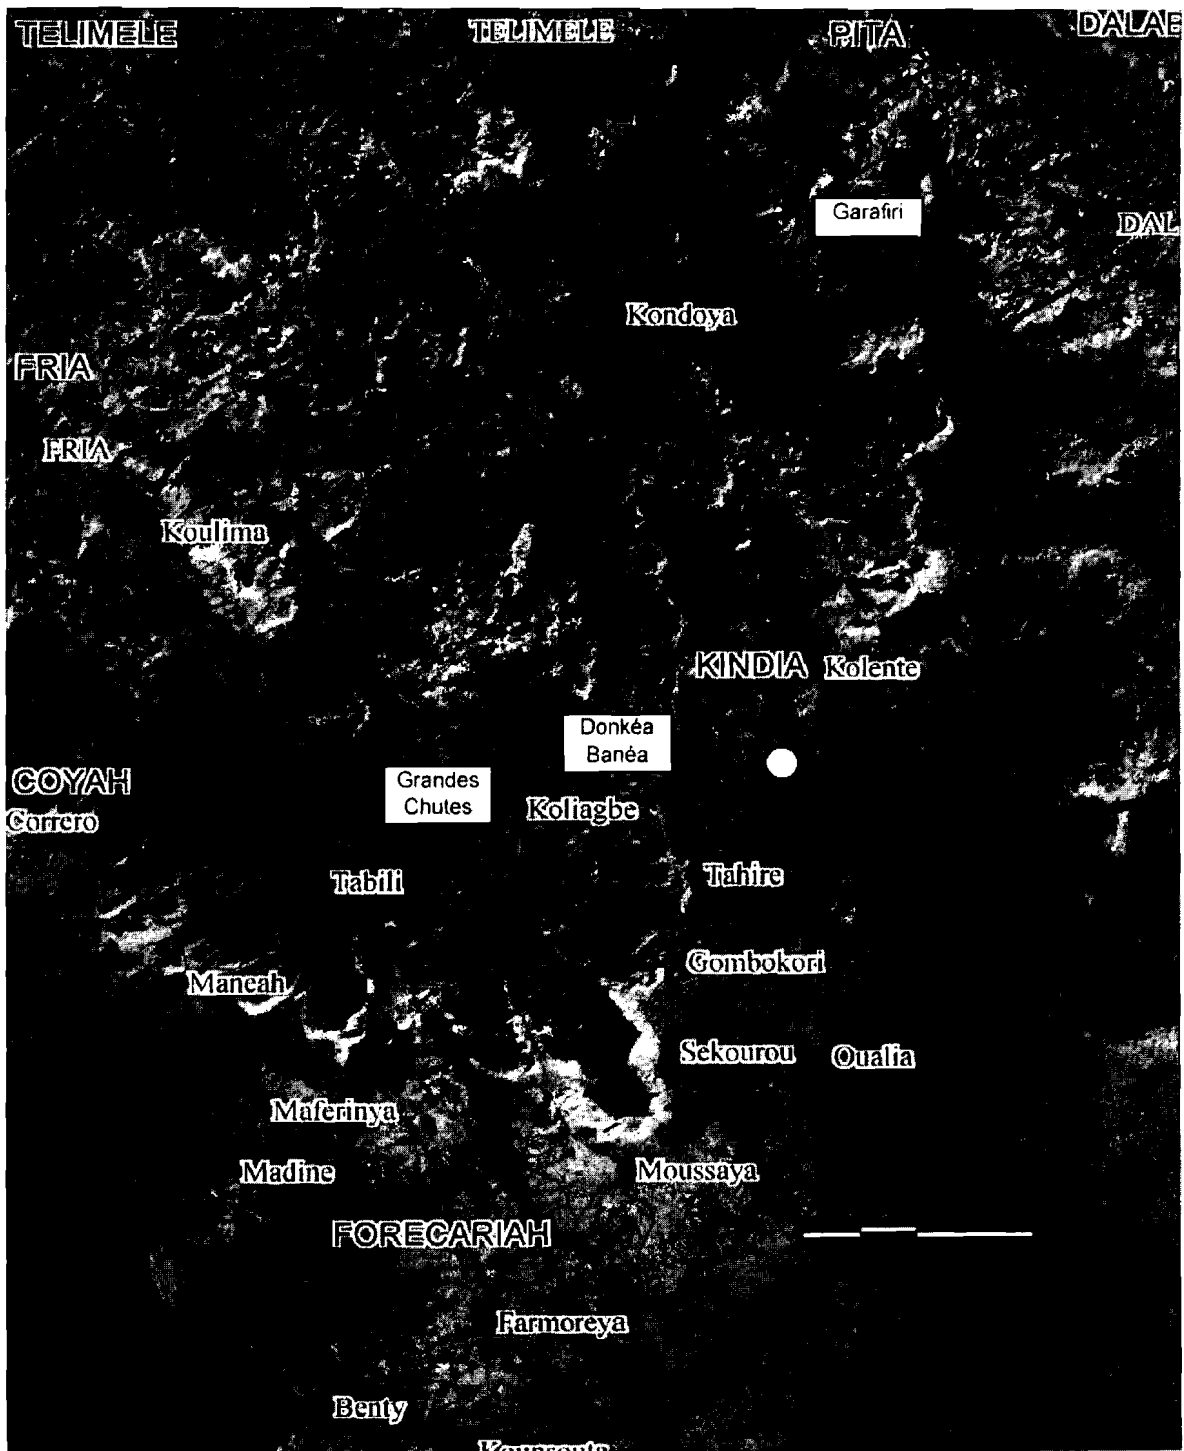 TELIMELE
TELIMELE
PITA
DALAB
Garafiri
DAL
Kondoya
FRIA
FRIA
Koulima
KINDIA
Kolente
Donkéa
Banéa
COYAH
Grandes
Chutes
Koliagbe
Correro
Tahire
Tabili
Gombokori
Maneah
Sekourou
Oualia
Maferinya
Madine
Moussaya
FORECARIAH
Farmoreya
Benty